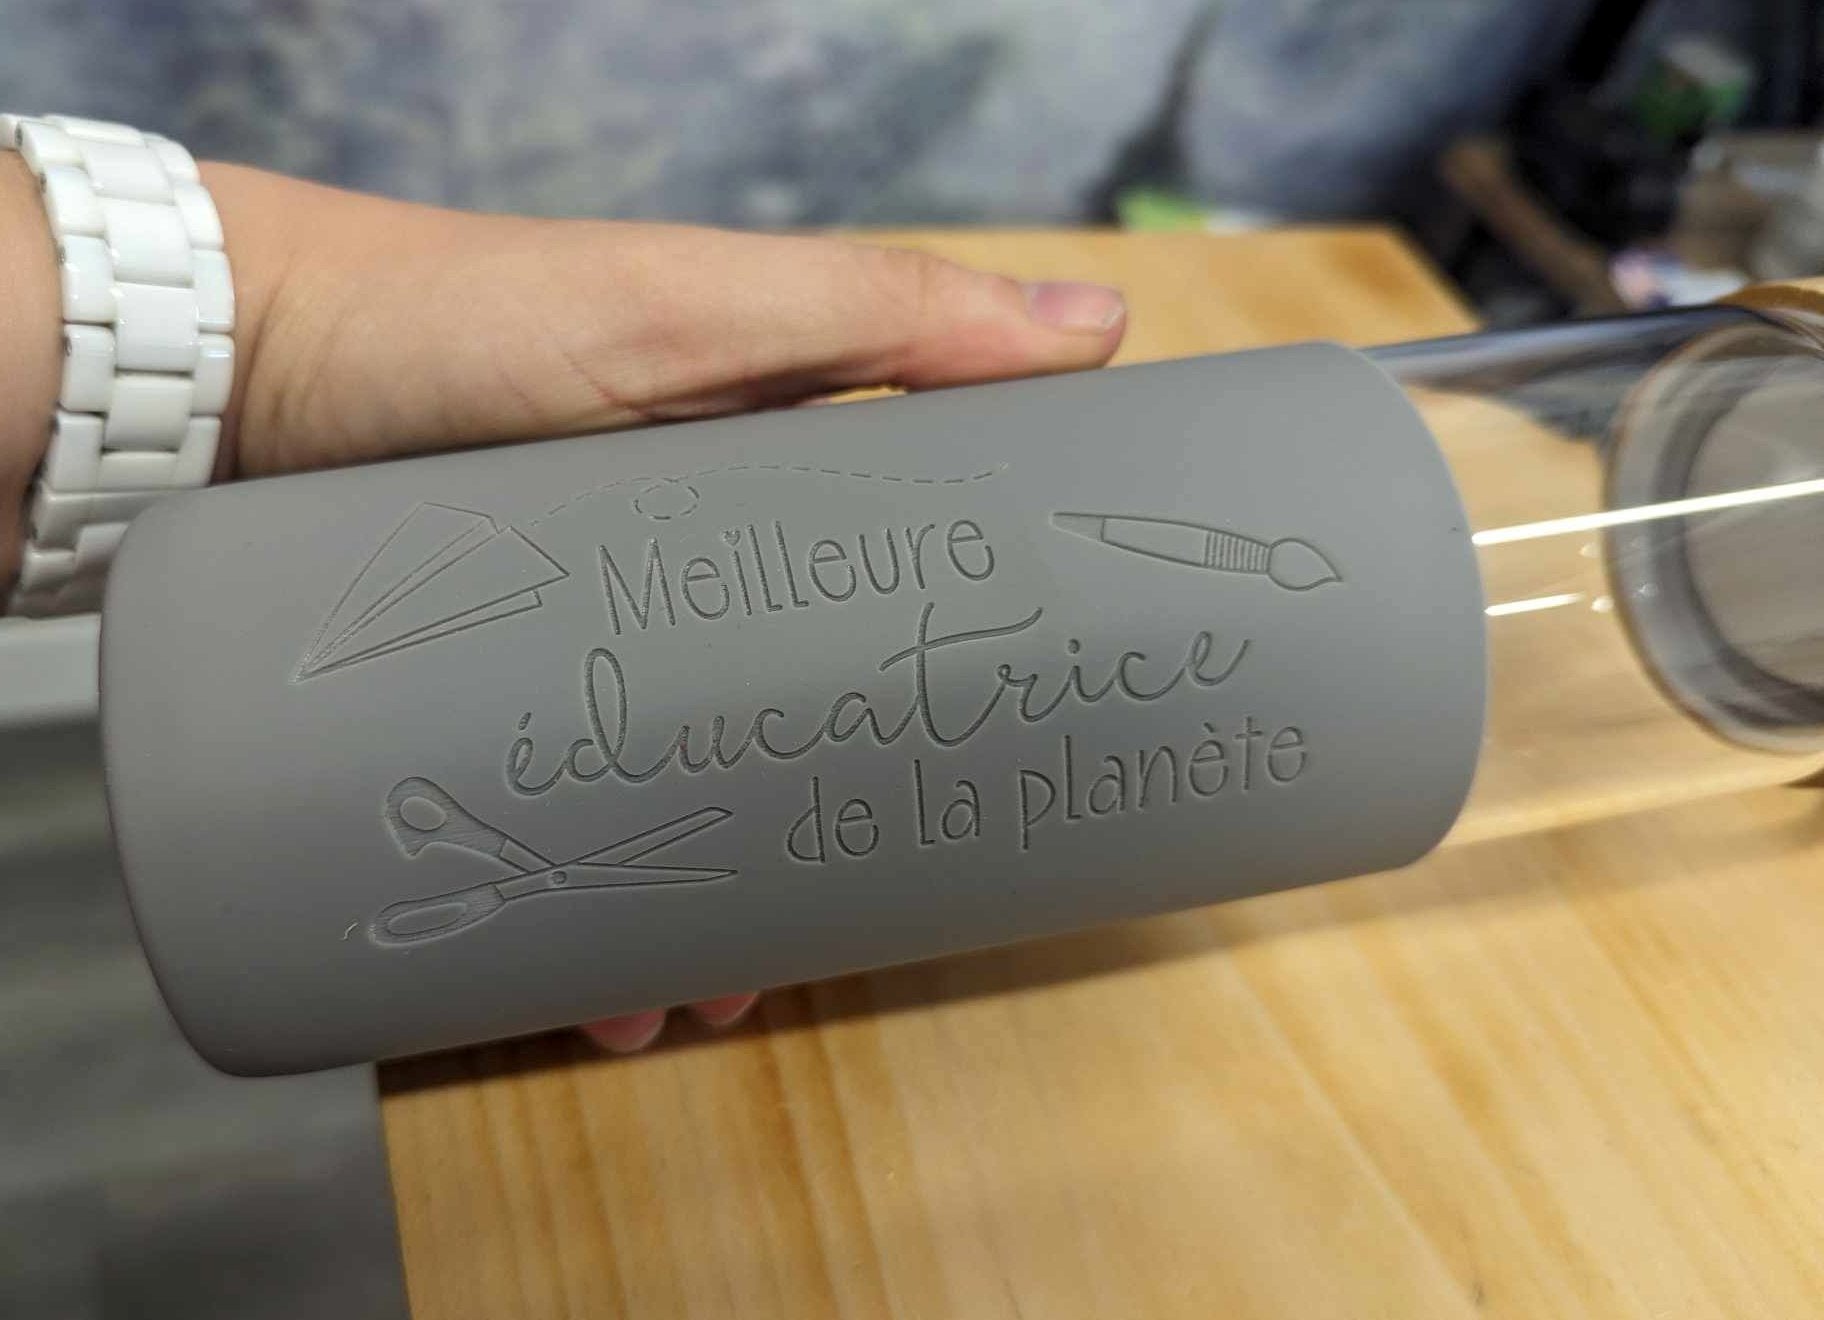 Meilleure
éducatrice
de la planète